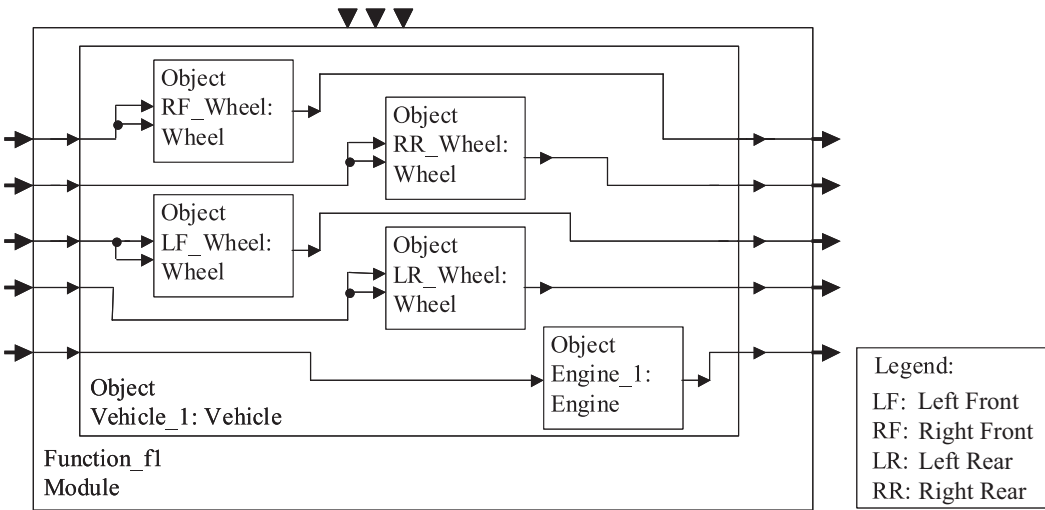 Object
RF_Wheel:
Wheel
Object
RR_Wheel:
Wheel
Object
LF_Wheel:
Wheel
Object
LR_Wheel:
Wheel
Object
Engine_1:
Engine
Object
Vehicle_1: Vehicle
Function_f1
Module
Legend:
LF: Left Front
RF: Right Front
LR: Left Rear
RR: Right Rear